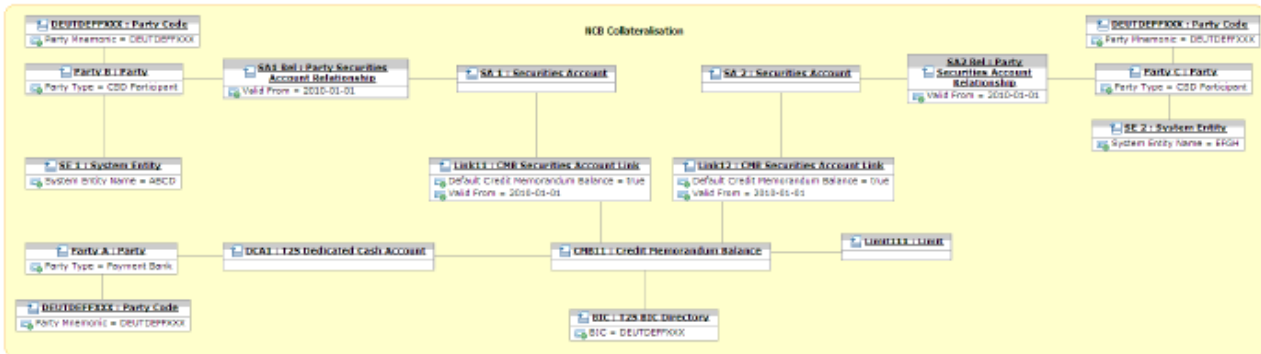 NCB Collateralisation
DEUTDEFFXXX : Party Code
Party Mnemonic = DEUTDEFFXXX
Party B : Party
Party Type = CSD Participant
SA1 Rel : Party Securities
Account Relationship
Valid From = 2010-01-01
SA 1 : Securities Account
SA 2 : Securities Account
SA2 Rel : Party
Securities Account
Relationship
Valid From = 2010-01-01
DEUTDEFFXXX : Party Code
Party Mnemonic = DEUTDEFFXXX
Party C : Party
Party Type = CSD Participant
SE 2 : System Entity
System Entity Name = EFGH
SE 1 : System Entity
System Entity Name = ABCD
Link11 : CMB Securities Account Link
Default Credit Memorandum Balance = true
Valid From = 2010-01-01
Link12 : CMB Securities Account Link
Default Credit Memorandum Balance = true
Valid From = 2010-01-01
Party A : Party
Party Type = Payment Bank
DCA1 : T2S Dedicated Cash Account
CMB11 : Credit Memorandum Balance
Limit111 : Limit
DEUTDEFFXXX : Party Code
Party Mnemonic = DEUTDEFFXXX
BIC : T2S BIC Directory
BIC = DEUTDEFFXXX